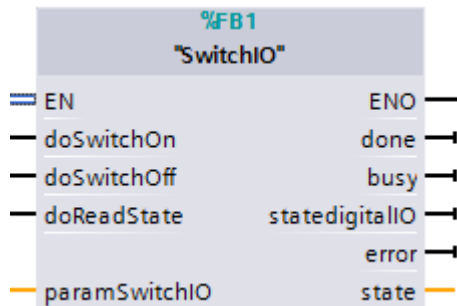 %FB1
"SwitchIO"
EN ENO
doSwitchOn done
doSwitchOff busy
doReadState statedigitalIO
error
paramSwitchIO state